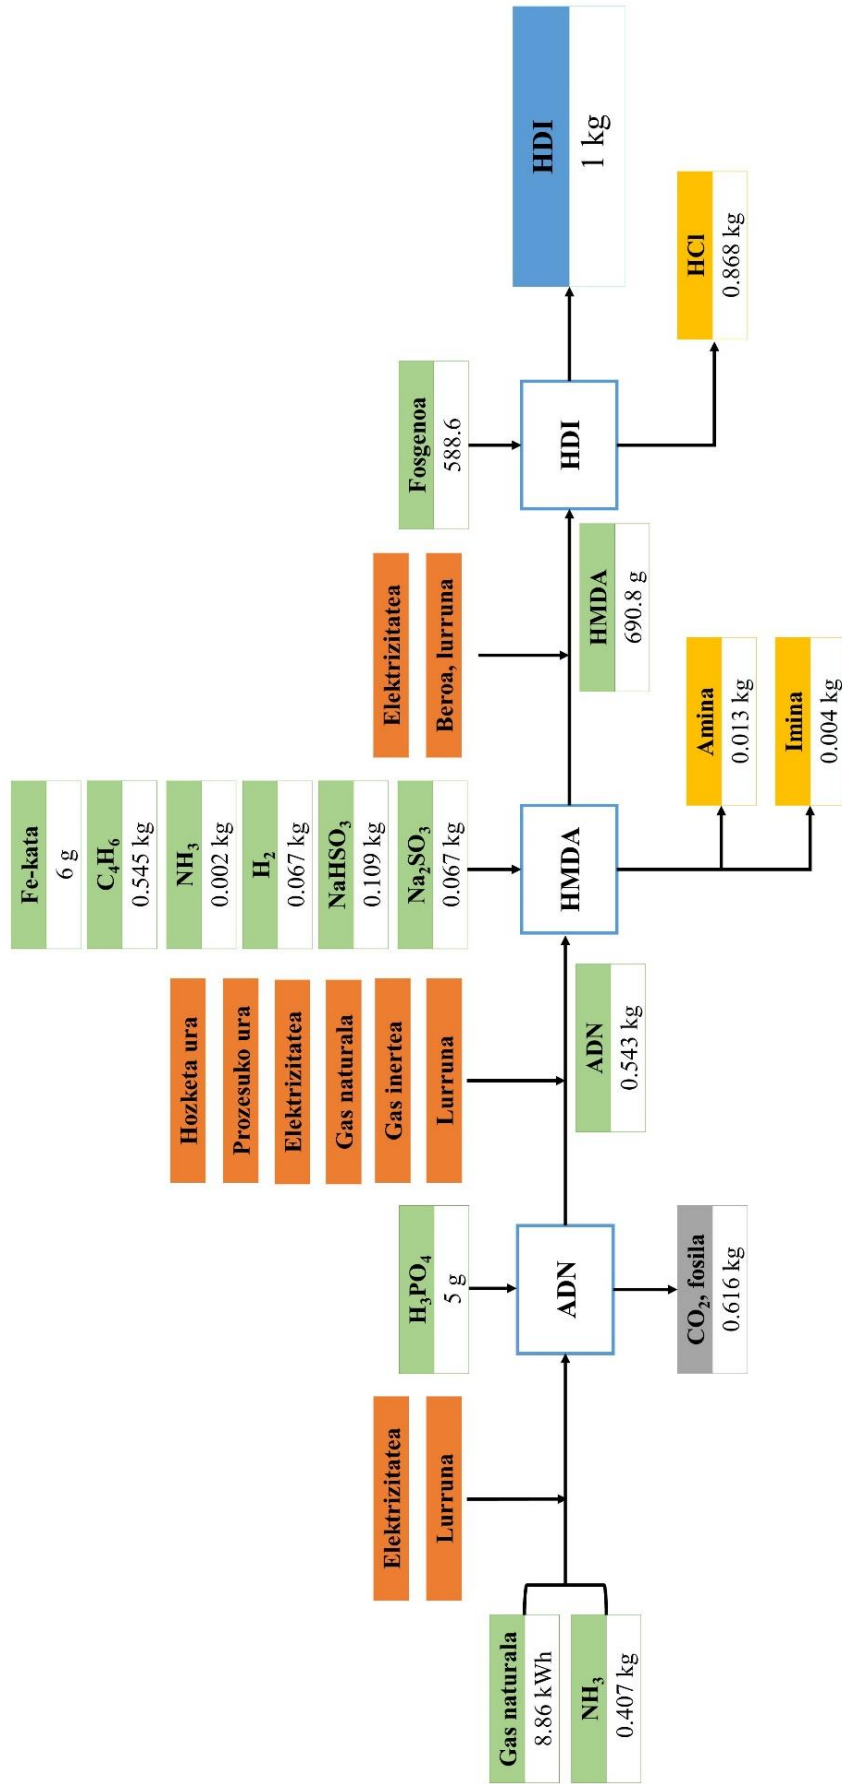 Gas naturala
8.86 kWh
NH₃
0.407 kg
Elektrizitatea
Lurruna
H₃PO₄
5 g
ADN
CO₂, fosila
0.616 kg
Hozketa ura
Prozesuko ura
Elektrizitatea
Gas naturala
Gas inertea
Lurruna
ADN
0.543 kg
Fe-kata
6 g
C₄H₆
0.545 kg
NH₃
0.002 kg
H₂
0.067 kg
NaHSO₃
0.109 kg
Na₂SO₃
0.067 kg
HMDA
Amina
0.013 kg
Imina
0.004 kg
Elektrizitatea
Beroa, lurruna
HMDA
690.8 g
Fosgenoa
588.6
HDI
HCl
0.868 kg
HDI
1 kg